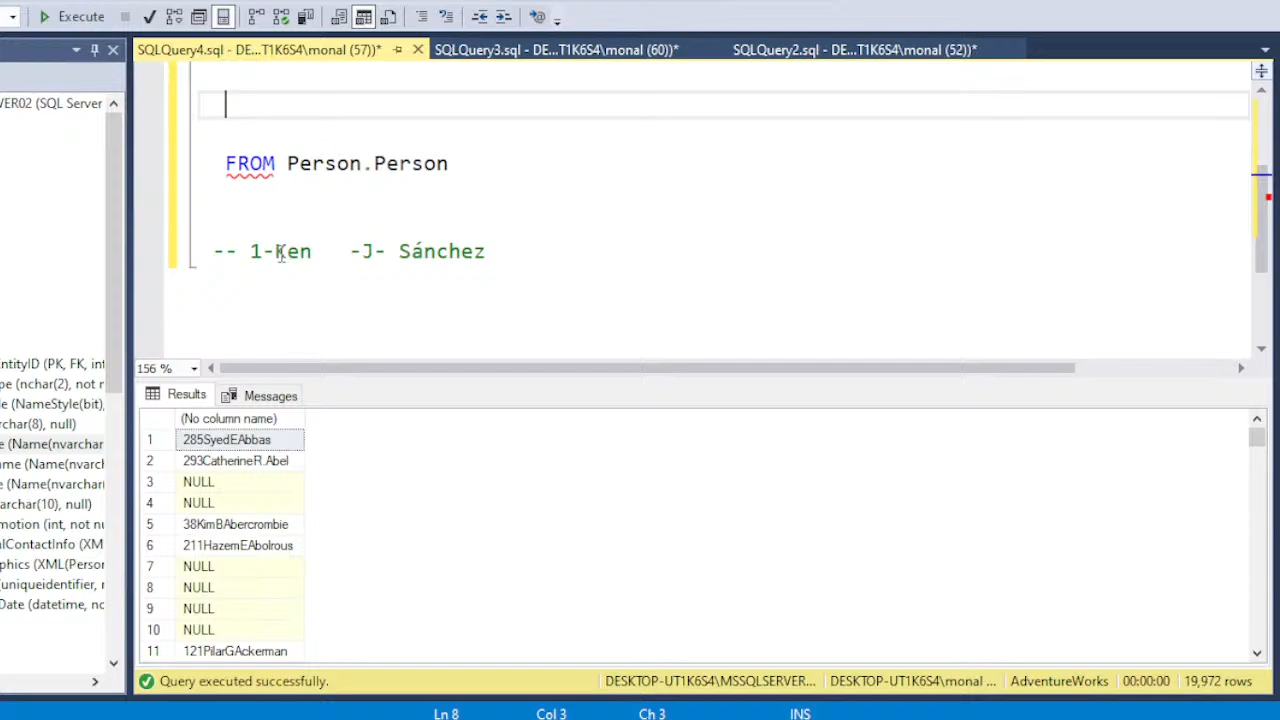 Execute
SQLQuery4.sql - DE...T1K6S4\monal (57))*
SQLQuery3.sql - DE...T1K6S4\monal (60))*
SQLQuery2.sql - DE...T1K6S4\monal (52))*
VER02 (SQL Server
FROM Person.Person
-- 1-Ken   -J- Sánchez
EntityID (PK, FK, int
ype (nchar(2), not r
le (NameStyle(bit),
rchar(8), null)
e (Name(nvarchar
ame (Name(nvarch
e (Name(nvarchar
archar(10), null)
motion (int, not nu
alContactInfo (XM
phics (XML(Person
(uniqueidentifier, r
Date (datetime, no
156 %
Results
Messages
(No column name)
1 285SyedEAbbas
2 293CatherineR.Abel
3 NULL
4 NULL
5 38KimBAbercrombie
6 211HazemEAbolrous
7 NULL
8 NULL
9 NULL
10 NULL
11 121PilarGAckerman
Query executed successfully.
DESKTOP-UT1K6S4\MSSQLSERVER...
DESKTOP-UT1K6S4\monal ...
AdventureWorks
00:00:00
19,972 rows
Ln 8
Col 3
Ch 3
INS